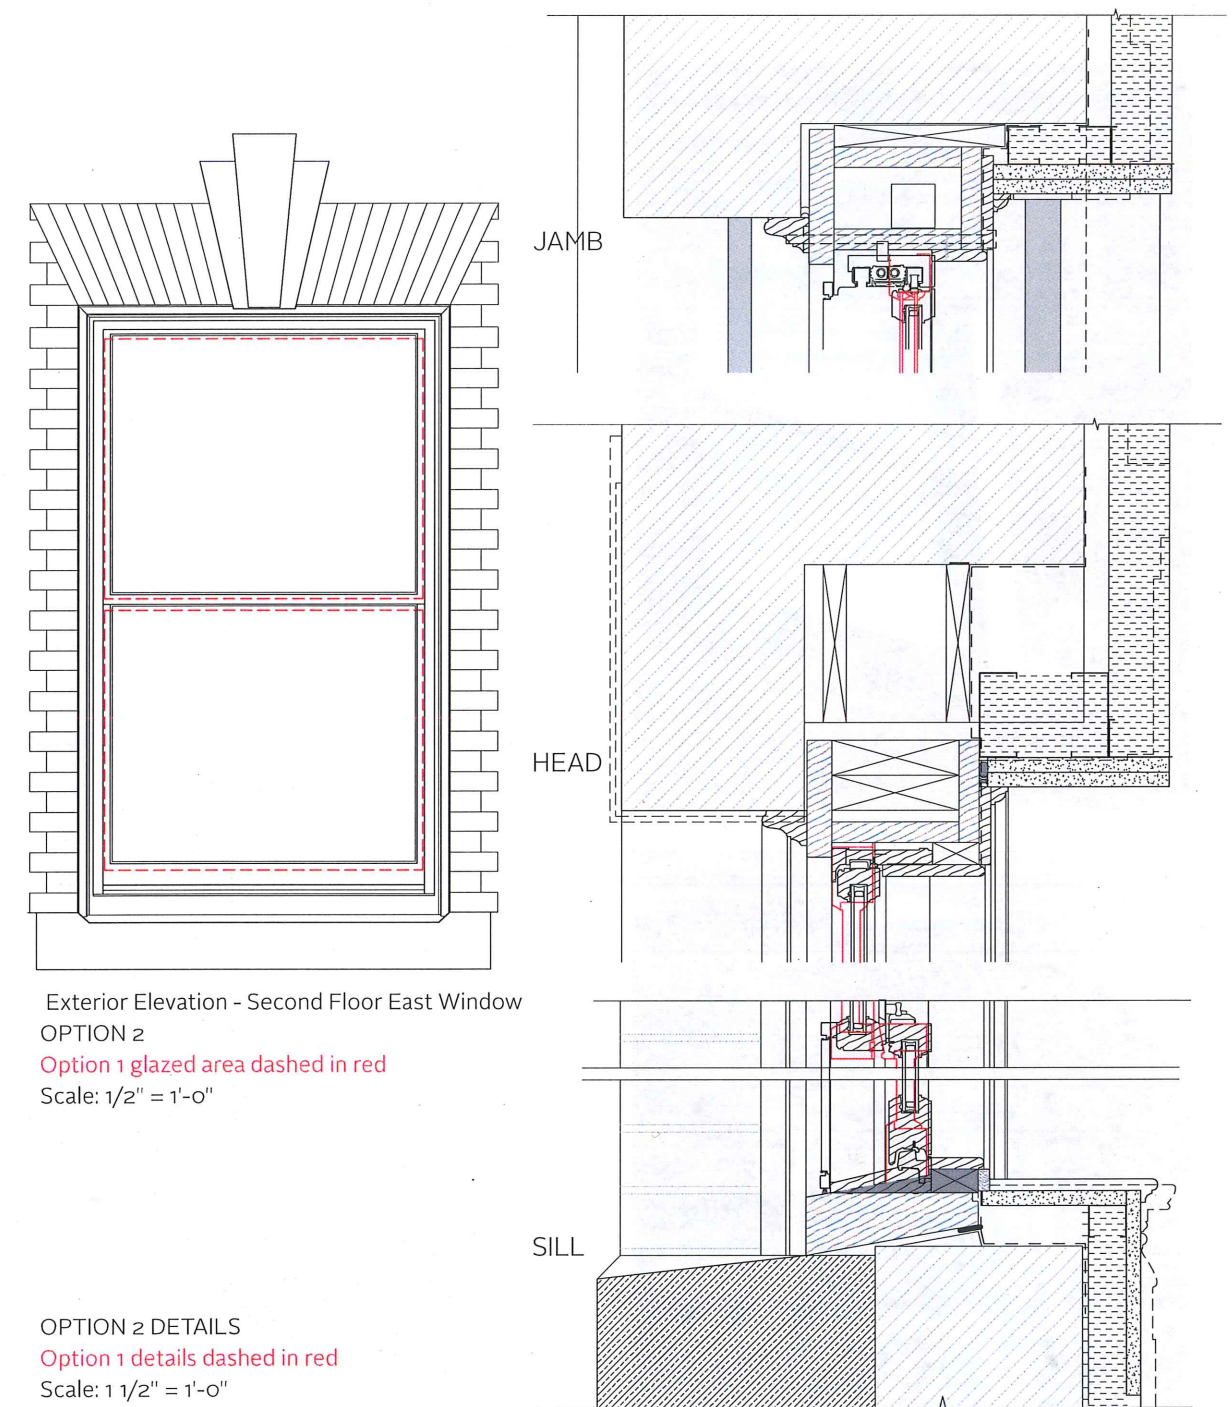 JAMB
HEAD
SILL
Exterior Elevation - Second Floor East Window
OPTION 2
Option 1 glazed area dashed in red
Scale: 1/2" = 1'-0"
OPTION 2 DETAILS
Option 1 details dashed in red
Scale: 1 1/2" = 1'-0"